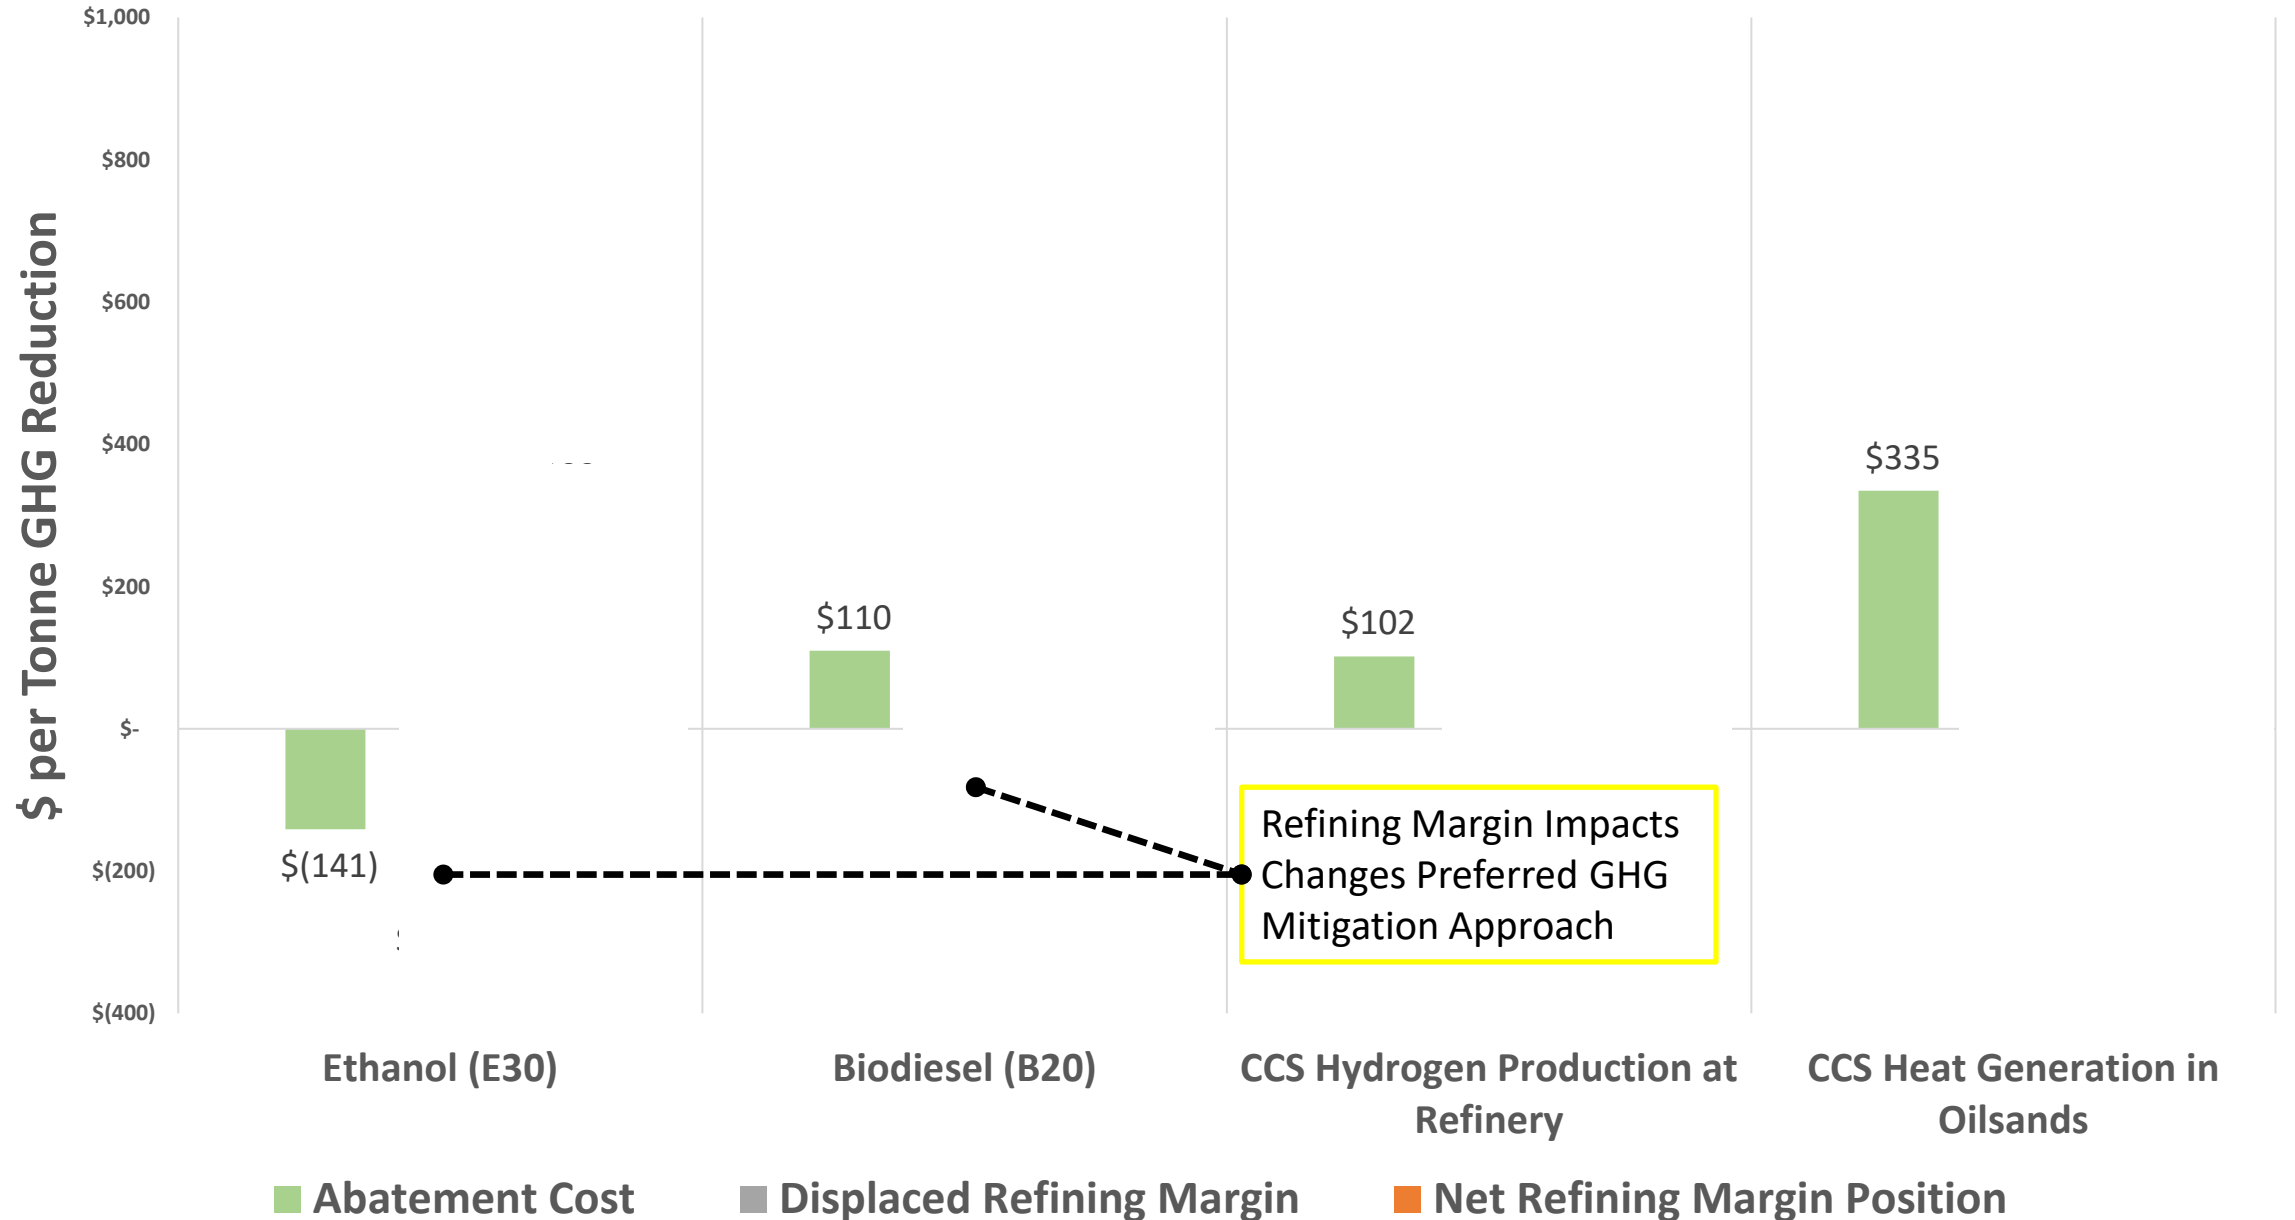 $1,000
$800
$600
$400
$200
$-
$(200)
$(400)
$ per Tonne GHG Reduction
$(141)
$110
$102
$335
Refining Margin Impacts
Changes Preferred GHG
Mitigation Approach
Ethanol (E30)
Biodiesel (B20)
CCS Hydrogen Production at
Refinery
CCS Heat Generation in
Oilsands
Abatement Cost
Displaced Refining Margin
Net Refining Margin Position